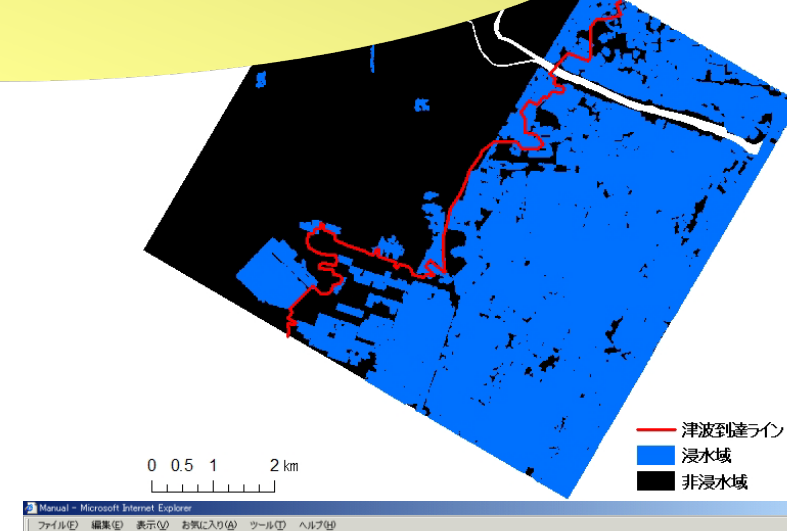 津波到達ライン
浸水域
非浸水域
0 0.5 1 2 km
Manual - Microsoft Internet Explorer
ファイル(F) 編集(E) 表示(V) お気に入り(A) ツール(T) ヘルプ(H)